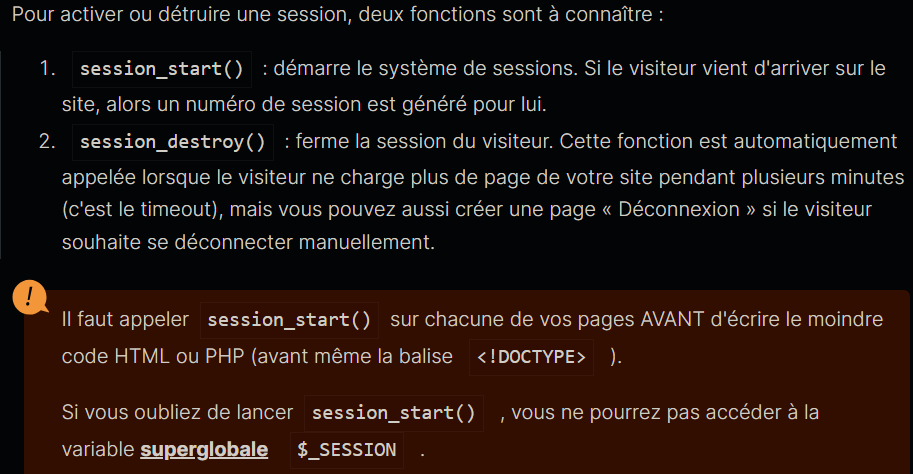 Pour activer ou détruire une session, deux fonctions sont à connaître :
1. session_start() : démarre le système de sessions. Si le visiteur vient d'arriver sur le
site, alors un numéro de session est généré pour lui.
2. session_destroy() : ferme la session du visiteur. Cette fonction est automatiquement
appelée lorsque le visiteur ne charge plus de page de votre site pendant plusieurs minutes
(c'est le timeout), mais vous pouvez aussi créer une page « Déconnexion » si le visiteur
souhaite se déconnecter manuellement.
!
Il faut appeler session_start() sur chacune de vos pages AVANT d'écrire le moindre
code HTML ou PHP (avant même la balise <!DOCTYPE> ).
Si vous oubliez de lancer session_start() , vous ne pourrez pas accéder à la
variable superglobale $_SESSION .